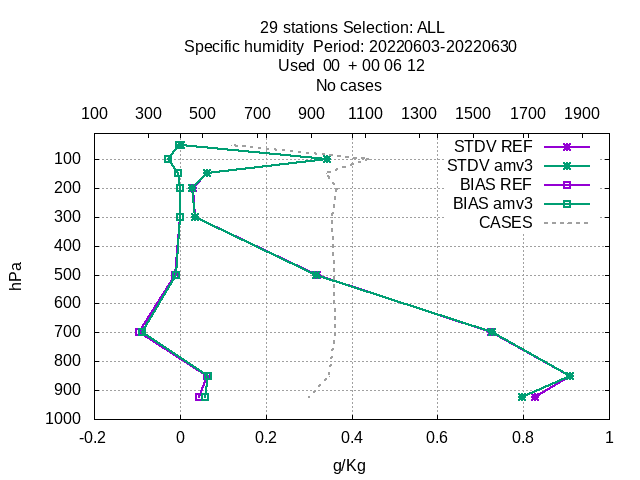 29 stations Selection: ALL
Specific humidity  Period: 20220603-20220630
Used  00  + 00 06 12
No cases
100 300 500 700 900 1100 1300 1500 1700 1900
STDV REF
STDV amv3
BIAS REF
BIAS amv3
CASES
100
200
300
400
500
600
700
800
900
1000
hPa
-0.2 0 0.2 0.4 0.6 0.8 1
g/Kg